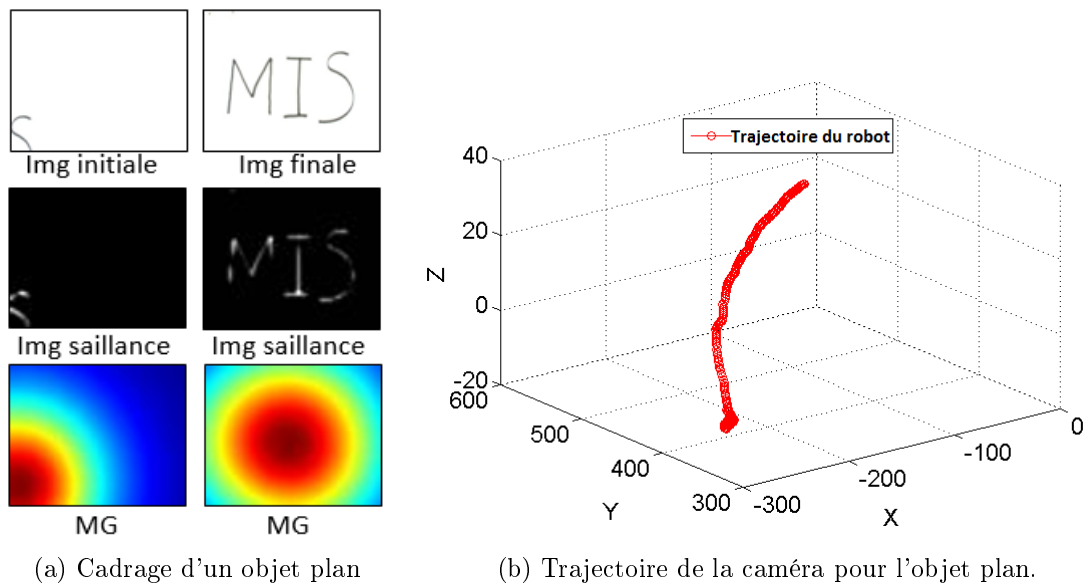 S
MIS
Img initiale
Img finale
S
MIS
Img saillance
Img saillance
MG
MG
(a) Cadrage d'un objet plan
Trajectoire du robot
40
20
0
-20
Z
600
500
400
300
Y
-300
-200
-100
0
X
(b) Trajectoire de la caméra pour l'objet plan.